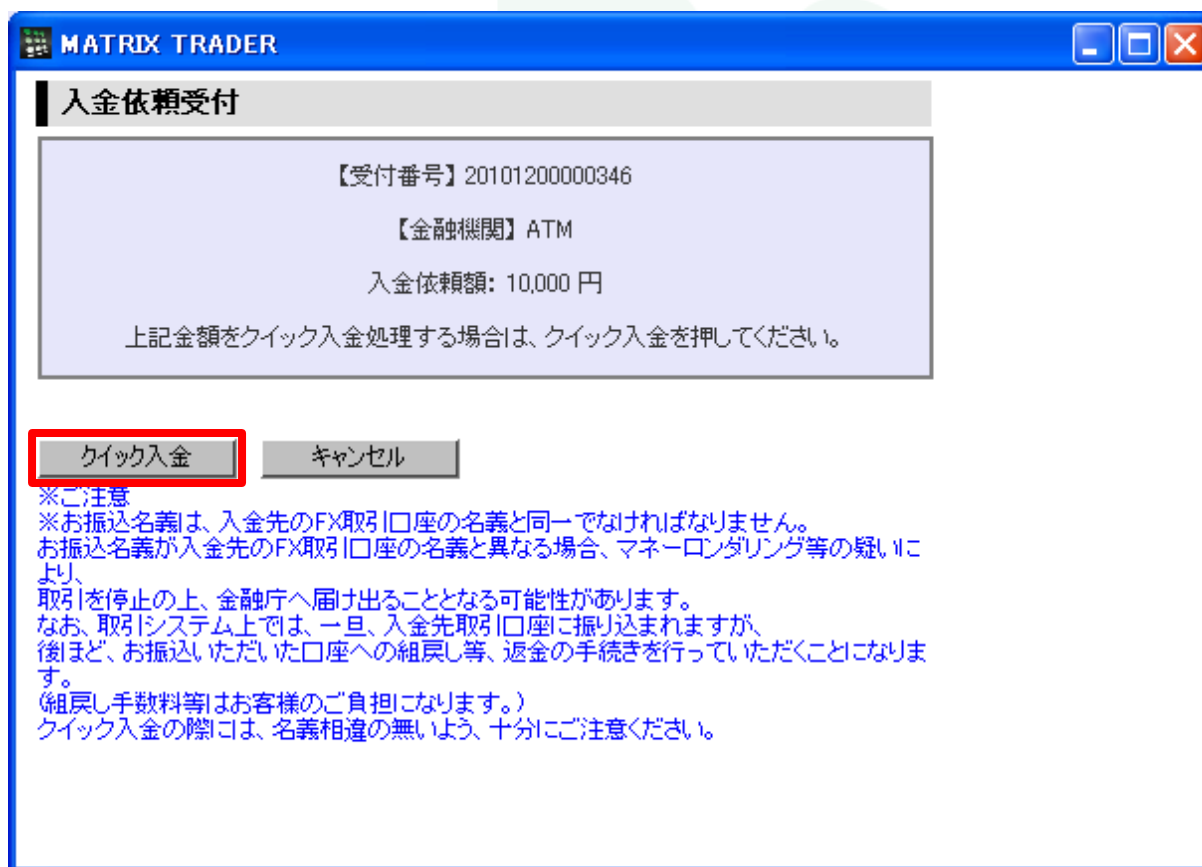 MATRIX TRADER
入金依頼受付
【受付番号】20101200000346
【金融機関】ATM
入金依頼額: 10,000 円
上記金額をクイック入金処理する場合は、クイック入金を押してください。
クイック入金 キャンセル
※ご注意
※お振込名義は、入金先のFX取引口座の名義と同一でなければなりません。
お振込名義が入金先のFX取引口座の名義と異なる場合、マネーロンダリング等の疑いに
より、
取引を停止の上、金融庁へ届け出ることとなる可能性があります。
なお、取引システム上では、一旦、入金先取引口座に振り込まれますが、
後ほど、お振込いただいた口座への組戻し等、返金の手続きを行っていただくことになりま
す。
(組戻し手数料等はお客様のご負担になります。)
クイック入金の際には、名義相違の無いよう、十分にご注意ください。